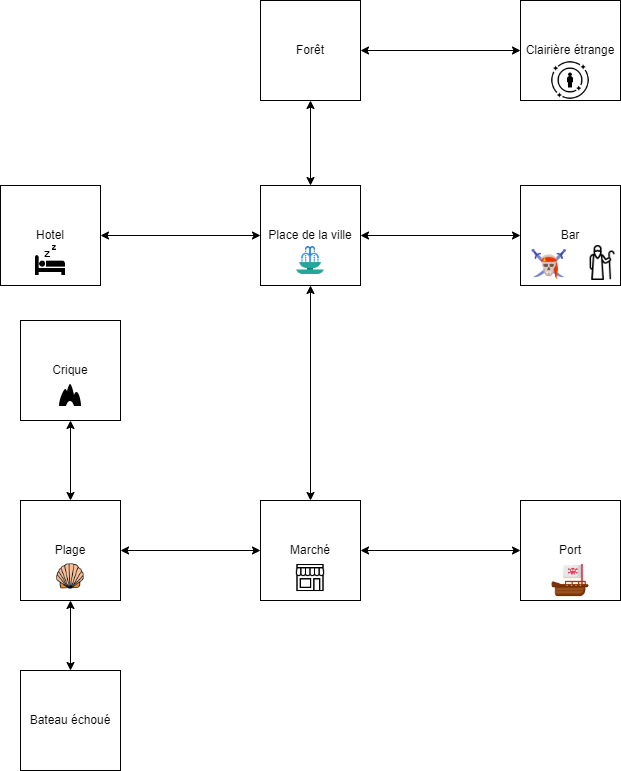 Forêt
Clairière étrange
Hotel
z z
Place de la ville
Bar
Crique
Plage
Marché
Port
Bateau échoué